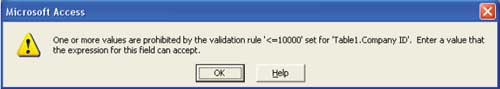 Microsoft Access
One or more values are prohibited by the validation rule '<=10000' set for 'Table1.Company ID'. Enter a value that
the expression for this field can accept.
OK Help